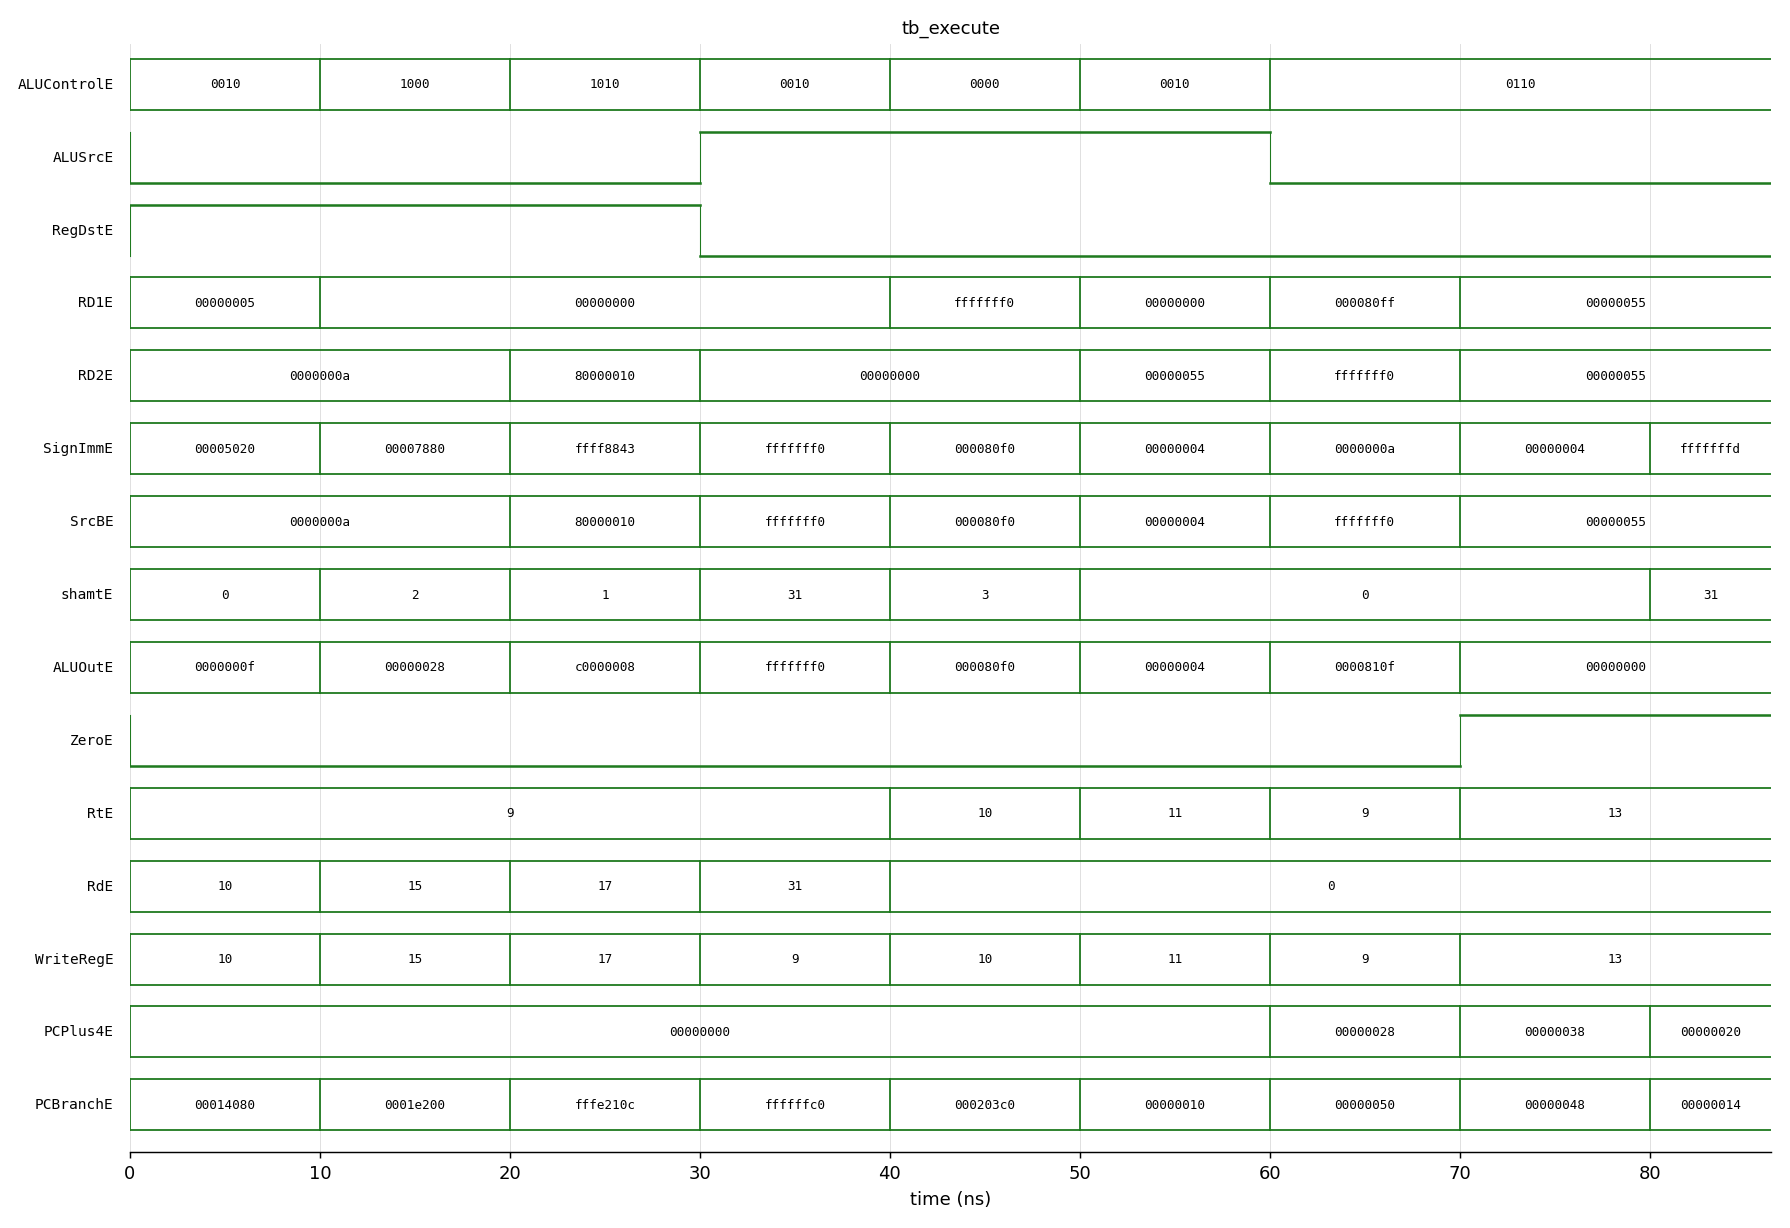 tb_execute
ALUControlE 0010 1000 1010 0010 0000 0010 0110
ALUSrcE
RegDstE
RD1E 00000005 00000000 fffffff0 00000000 000080ff 00000055
RD2E 0000000a 80000010 00000000 00000055 fffffff0 00000055
SignImmE 00005020 00007880 ffff8843 fffffff0 000080f0 00000004 0000000a 00000004 fffffffd
SrcBE 0000000a 80000010 fffffff0 000080f0 00000004 fffffff0 00000055
shamtE 0 2 1 31 3 0 31
ALUOutE 0000000f 00000028 c0000008 fffffff0 000080f0 00000004 0000810f 00000000
ZeroE
RtE 9 10 11 9 13
RdE 10 15 17 31 0
WriteRegE 10 15 17 9 10 11 9 13
PCPlus4E 00000000 00000028 00000038 00000020
PCBranchE 00014080 0001e200 fffe210c ffffffc0 000203c0 00000010 00000050 00000048 00000014
0 10 20 30 40 50 60 70 80
time (ns)